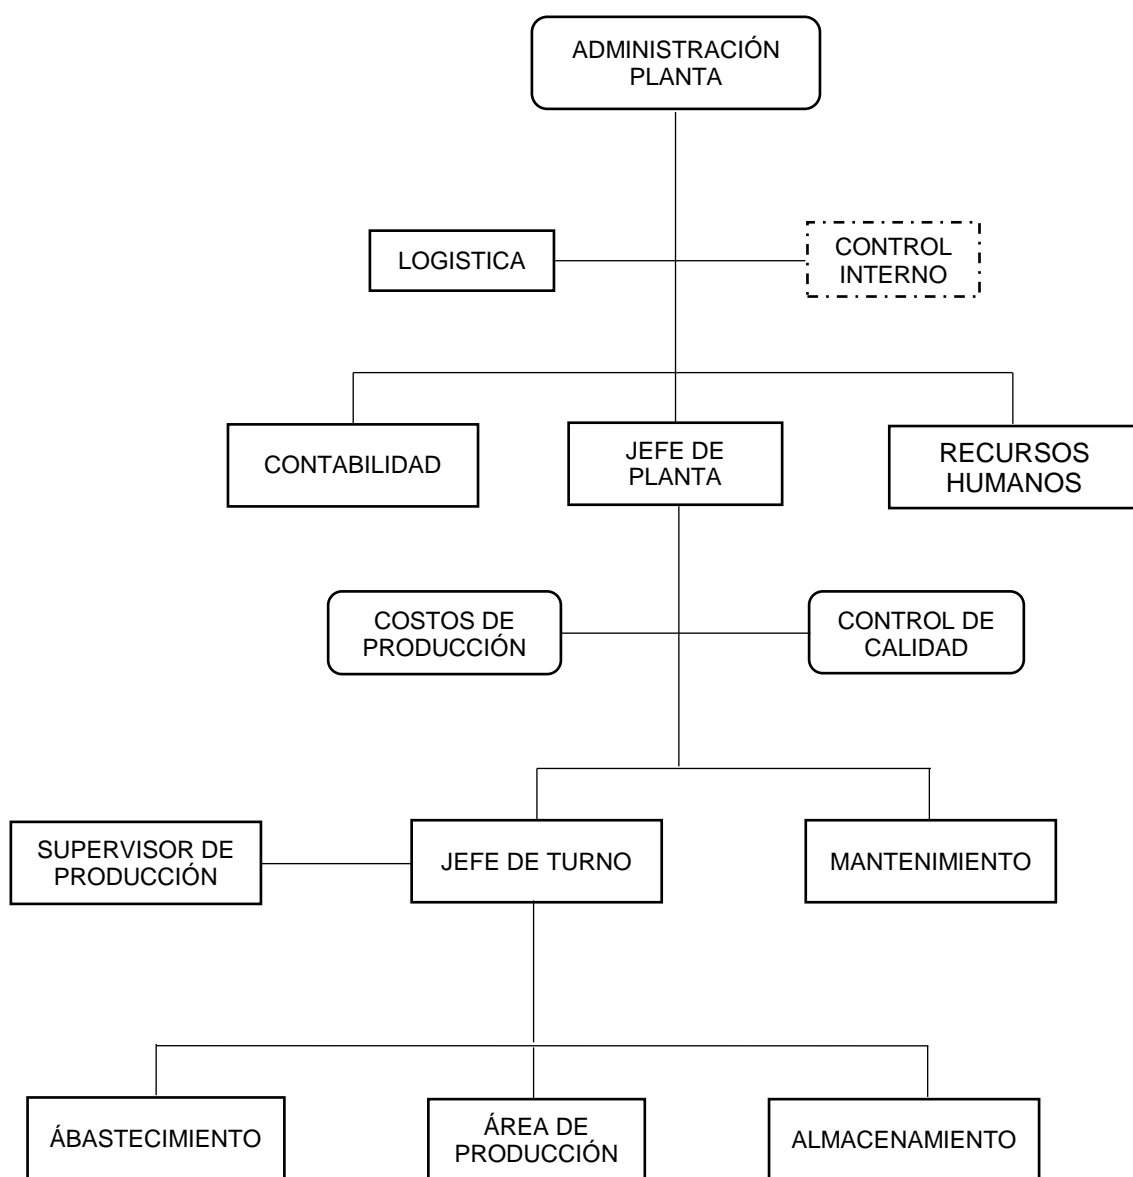 ADMINISTRACIÓN
PLANTA
LOGISTICA
CONTROL
INTERNO
CONTABILIDAD
JEFE DE
PLANTA
RECURSOS
HUMANOS
COSTOS DE
PRODUCCIÓN
CONTROL DE
CALIDAD
SUPERVISOR DE
PRODUCCIÓN
JEFE DE TURNO
MANTENIMIENTO
ÁBASTECIMIENTO
ÁREA DE
PRODUCCIÓN
ALMACENAMIENTO